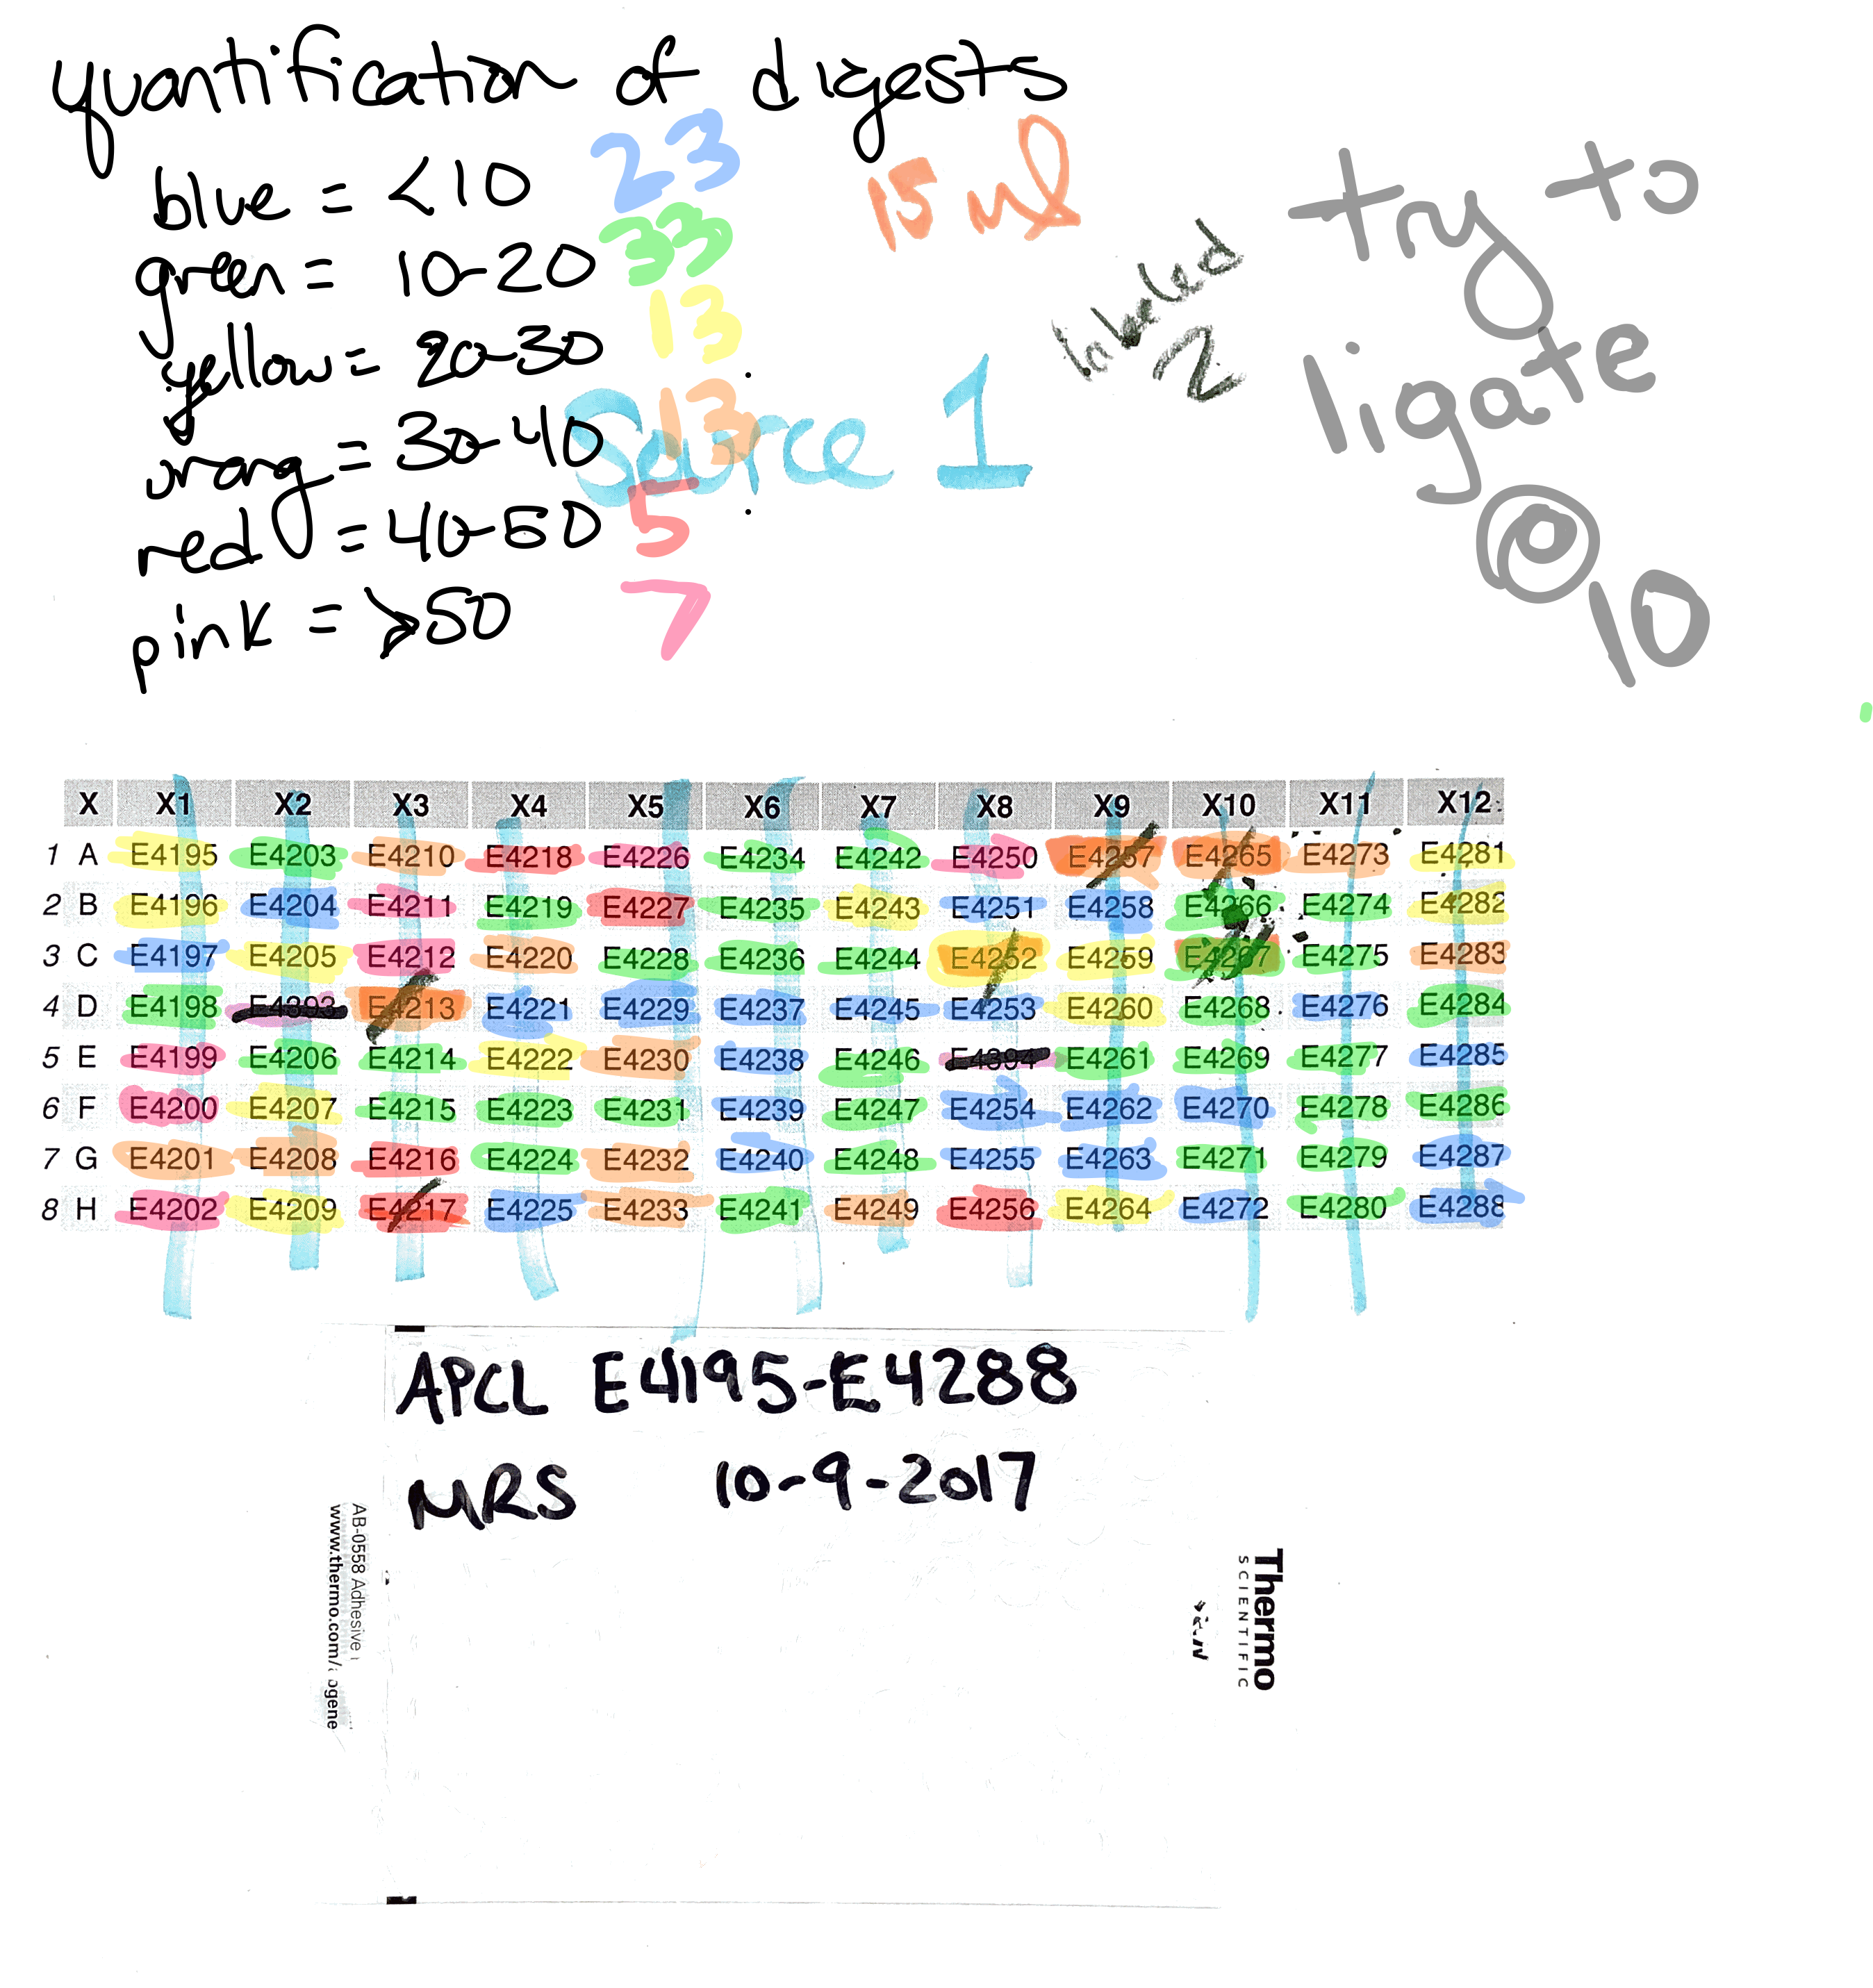 quantification of digests
blue = <10 23
green = 10-20 33
yellow = 20-30 13
orang = 30-40 13
red = 40-50 5
pink = >50 7
15 ul
Source 1
labeled
2
try to
ligate
@
10
X X1 X2 X3 X4 X5 X6 X7 X8 X9 X10 X11 X12
1 A E4195 E4203 E4210 E4218 E4226 E4234 E4242 E4250 E4257 E4265 E4273 E4281
2 B E4196 E4204 E4211 E4219 E4227 E4235 E4243 E4251 E4258 E4266 E4274 E4282
3 C E4197 E4205 E4212 E4220 E4228 E4236 E4244 E4252 E4259 E4267 E4275 E4283
4 D E4198 E4393 E4213 E4221 E4229 E4237 E4245 E4253 E4260 E4268 E4276 E4284
5 E E4199 E4206 E4214 E4222 E4230 E4238 E4246 E4394 E4261 E4269 E4277 E4285
6 F E4200 E4207 E4215 E4223 E4231 E4239 E4247 E4254 E4262 E4270 E4278 E4286
7 G E4201 E4208 E4216 E4224 E4232 E4240 E4248 E4255 E4263 E4271 E4279 E4287
8 H E4202 E4209 E4217 E4225 E4233 E4241 E4249 E4256 E4264 E4272 E4280 E4288
APCL E4195-E4288
MRS 10-9-2017
AB-0558 Adhesive
www.thermo.com/
Thermo
SCIENTIFIC